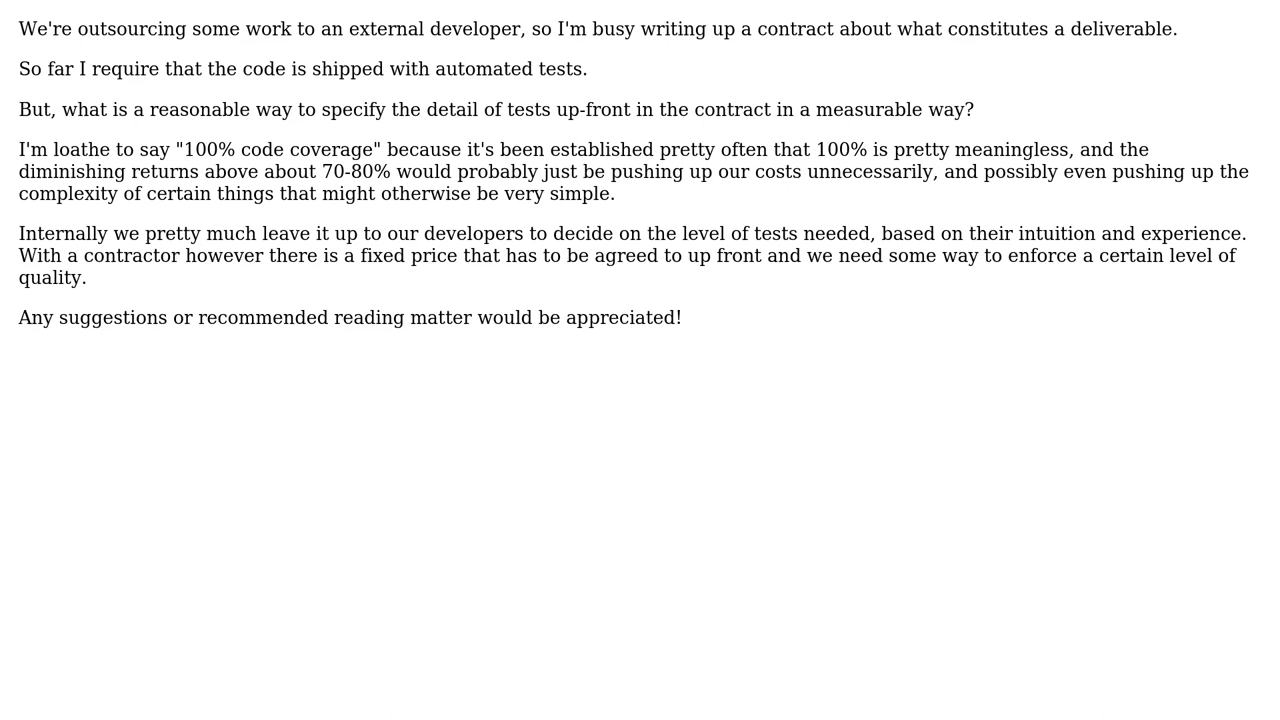 We're outsourcing some work to an external developer, so I'm busy writing up a contract about what constitutes a deliverable.
So far I require that the code is shipped with automated tests.
But, what is a reasonable way to specify the detail of tests up-front in the contract in a measurable way?
I'm loathe to say "100% code coverage" because it's been established pretty often that 100% is pretty meaningless, and the
diminishing returns above about 70-80% would probably just be pushing up our costs unnecessarily, and possibly even pushing up the
complexity of certain things that might otherwise be very simple.
Internally we pretty much leave it up to our developers to decide on the level of tests needed, based on their intuition and experience.
With a contractor however there is a fixed price that has to be agreed to up front and we need some way to enforce a certain level of
quality.
Any suggestions or recommended reading matter would be appreciated!